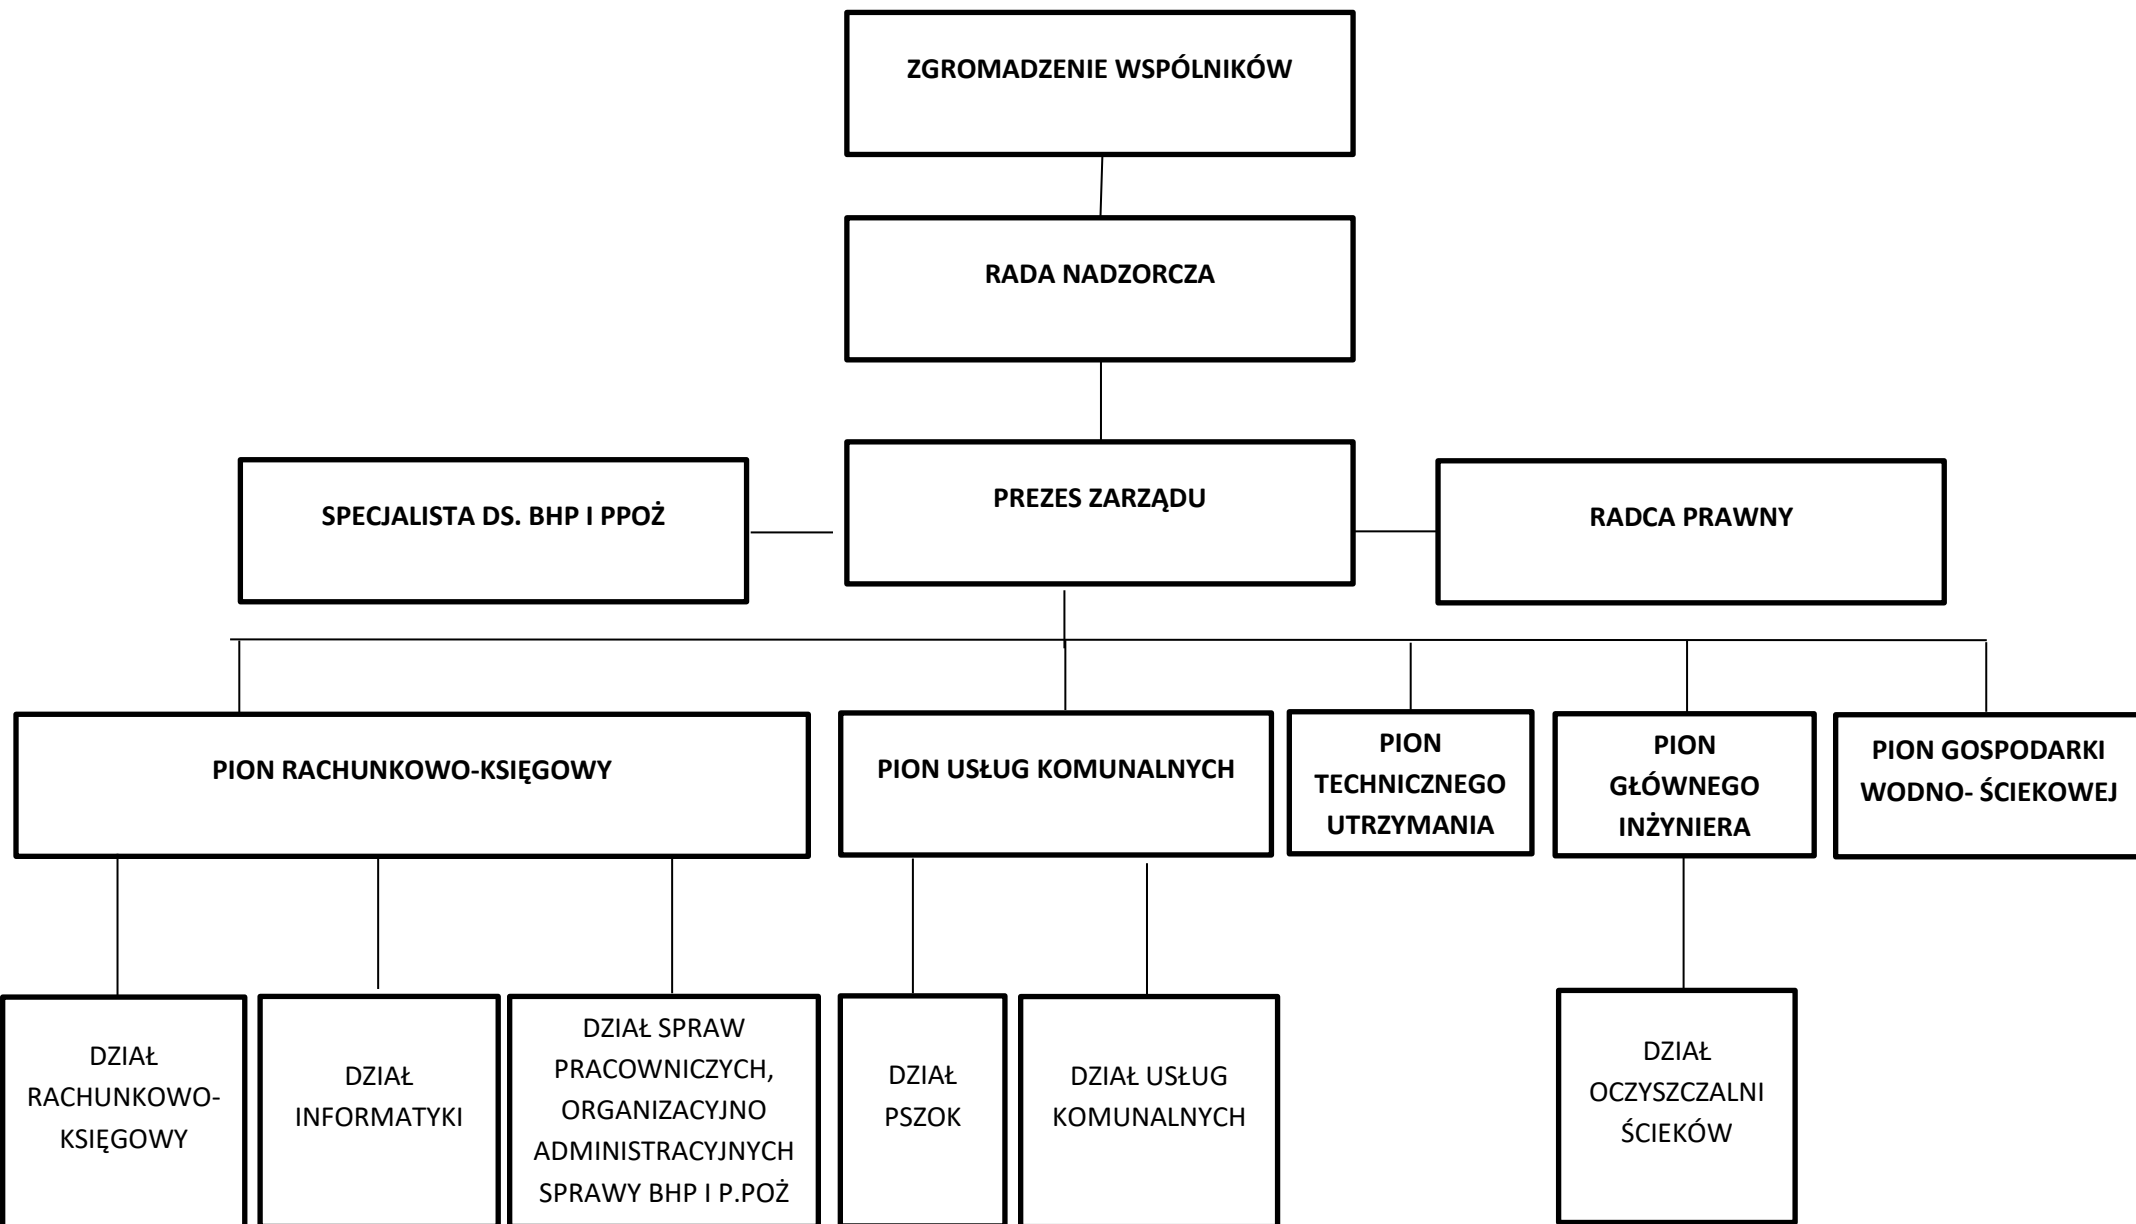 ZGROMADZENIE WSPÓLNIKÓW
RADA NADZORCZA
SPECJALISTA DS. BHP I PPOŻ
PREZES ZARZĄDU
RADCA PRAWNY
PION RACHUNKOWO-KSIĘGOWY
PION USŁUG KOMUNALNYCH
PION
TECHNICZNEGO
UTRZYMANIA
PION
GŁÓWNEGO
INŻYNIERA
PION GOSPODARKI
WODNO- ŚCIEKOWEJ
DZIAŁ
RACHUNKOWO-
KSIĘGOWY
DZIAŁ
INFORMATYKI
DZIAŁ SPRAW
PRACOWNICZYCH,
ORGANIZACYJNO
ADMINISTRACYJNYCH
SPRAWY BHP I P.POŻ
DZIAŁ
PSZOK
DZIAŁ USŁUG
KOMUNALNYCH
DZIAŁ
OCZYSZCZALNI
ŚCIEKÓW